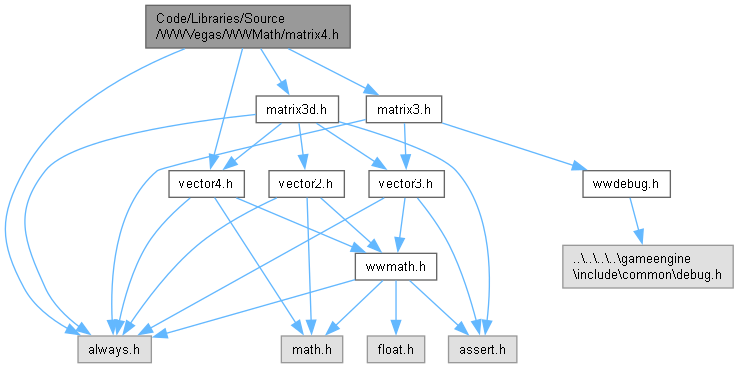 Code/Libraries/Source
/WWVegas/WWMath/matrix4.h
matrix3d.h
matrix3.h
vector4.h
vector2.h
vector3.h
wwdebug.h
wwmath.h
..\..\..\..\gameengine
\include\common\debug.h
always.h
math.h
float.h
assert.h